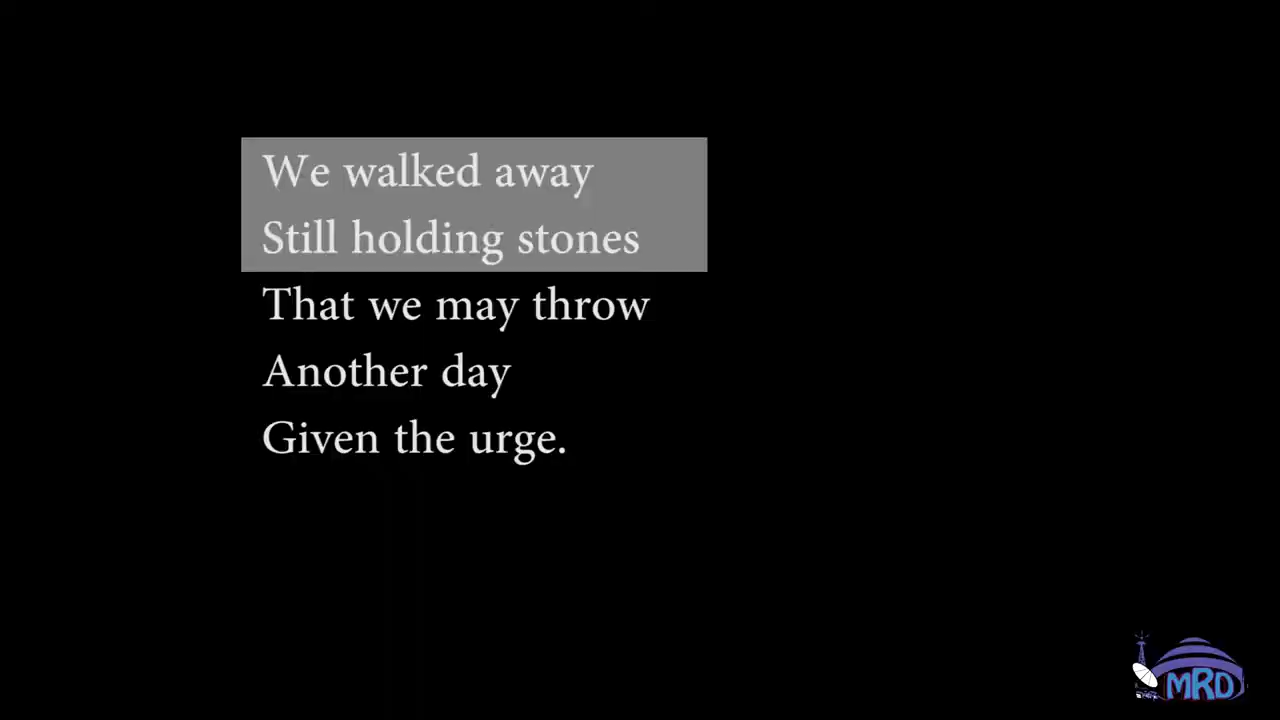 We walked away
Still holding stones
That we may throw
Another day
Given the urge.
MRD